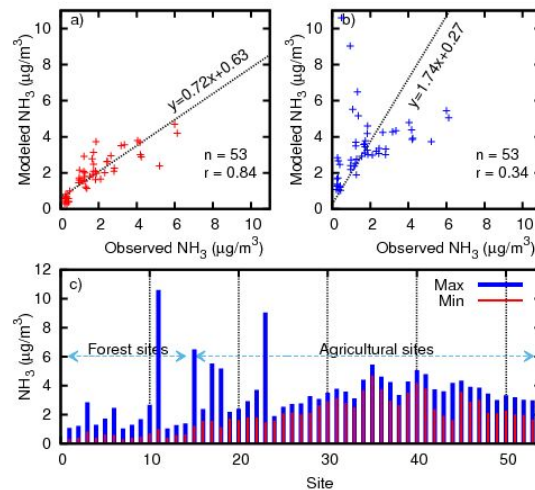 a)
10
8
6
4
2
0
Modeled NH3 (µg/m3)
y=0.72x+0.63
n = 53
r = 0.84
0 2 4 6 8 10
Observed NH3 (µg/m3)
b)
10
8
6
4
2
0
Modeled NH3 (µg/m3)
y=1.74x+0.27
n = 53
r = 0.34
0 2 4 6 8 10
Observed NH3 (µg/m3)
c)
12
10
8
6
4
2
0
NH3 (µg/m3)
Max
Min
Forest sites
Agricultural sites
0 10 20 30 40 50
Site